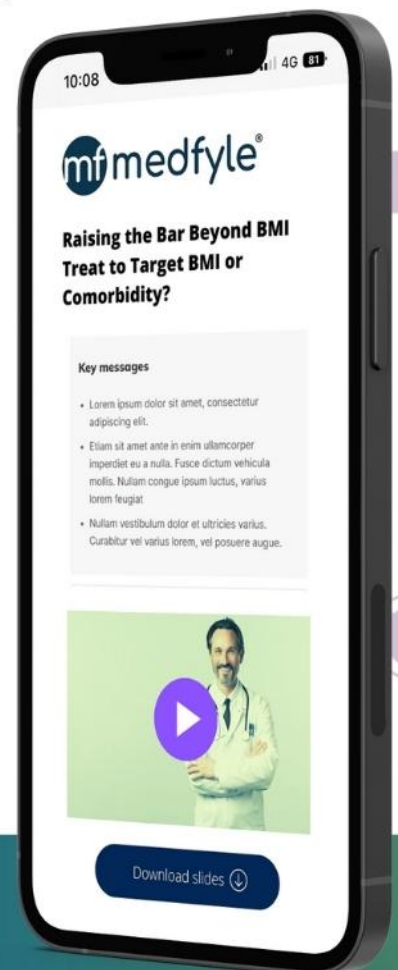 10:08
4G 81
mf medfyle®
Raising the Bar Beyond BMI
Treat to Target BMI or
Comorbidity?
Key messages
• Lorem ipsum dolor sit amet, consectetur
adipiscing elit.
• Etiam sit amet ante in enim ullamcorper
imperdiet eu a nulla. Fusce dictum vehicula
mollis. Nullam congue ipsum luctus, varius
lorem feugiat
• Nullam vestibulum dolor et ultricies varius.
Curabitur vel varius lorem, vel posuere augue.
Download slides